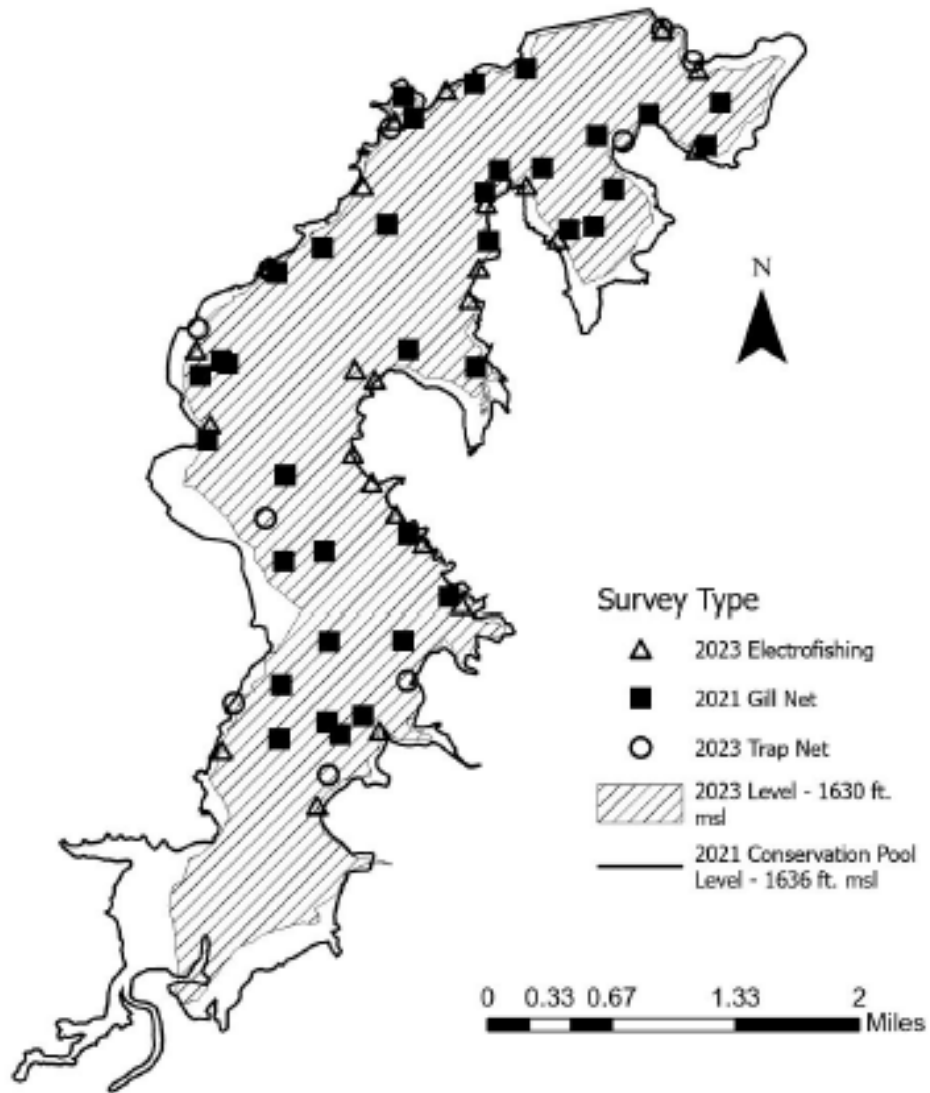 N
Survey Type
2023 Electrofishing
2021 Gill Net
2023 Trap Net
2023 Level - 1630 ft.
msl
2021 Conservation Pool
Level - 1636 ft. msl
0 0.33 0.67 1.33 2
Miles